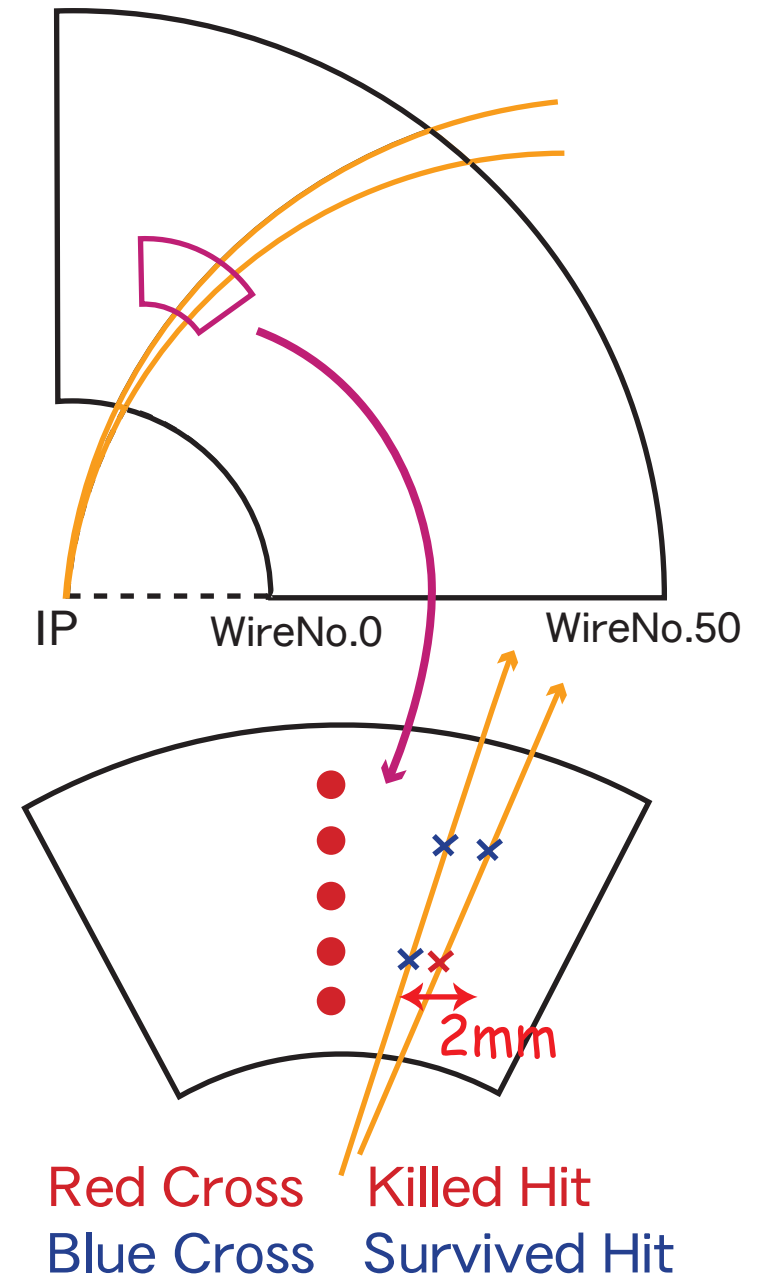 IP
WireNo.0
WireNo.50
2mm
Red Cross Killed Hit
Blue Cross Survived Hit